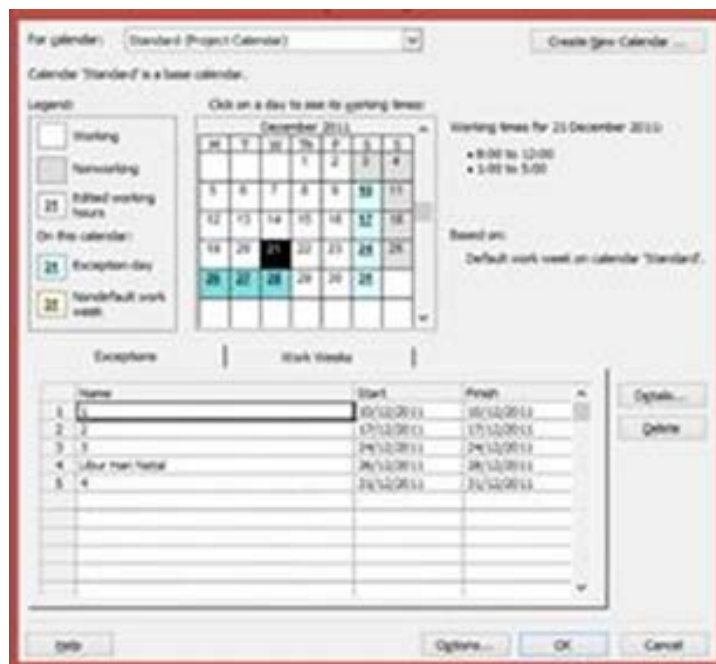 For calendar: Standard (Project Calendar)
Create New Calendar ...
Calendar 'Standard' is a base calendar.
Legend:
Working
Nonworking
31 Edited working hours
On this calendar:
31 Exception day
31 Nondefault work week
Click on a day to see its working times:
December 2011
M T W Th F S S
1 2 3 4
5 6 7 8 9 10 11
12 13 14 15 16 17 18
19 20 21 22 23 24 25
26 27 28 29 30 31
Working times for 21 December 2011:
• 8:00 to 12:00
• 1:00 to 5:00
Based on:
Default work week on calendar 'Standard'.
Exceptions
Work Weeks
Name Start Finish
1 1 10/12/2011 10/12/2011
2 2 17/12/2011 17/12/2011
3 3 24/12/2011 24/12/2011
4 Libur Hari Natal 26/12/2011 28/12/2011
5 4 31/12/2011 31/12/2011
Details...
Delete
Help
Options...
OK
Cancel